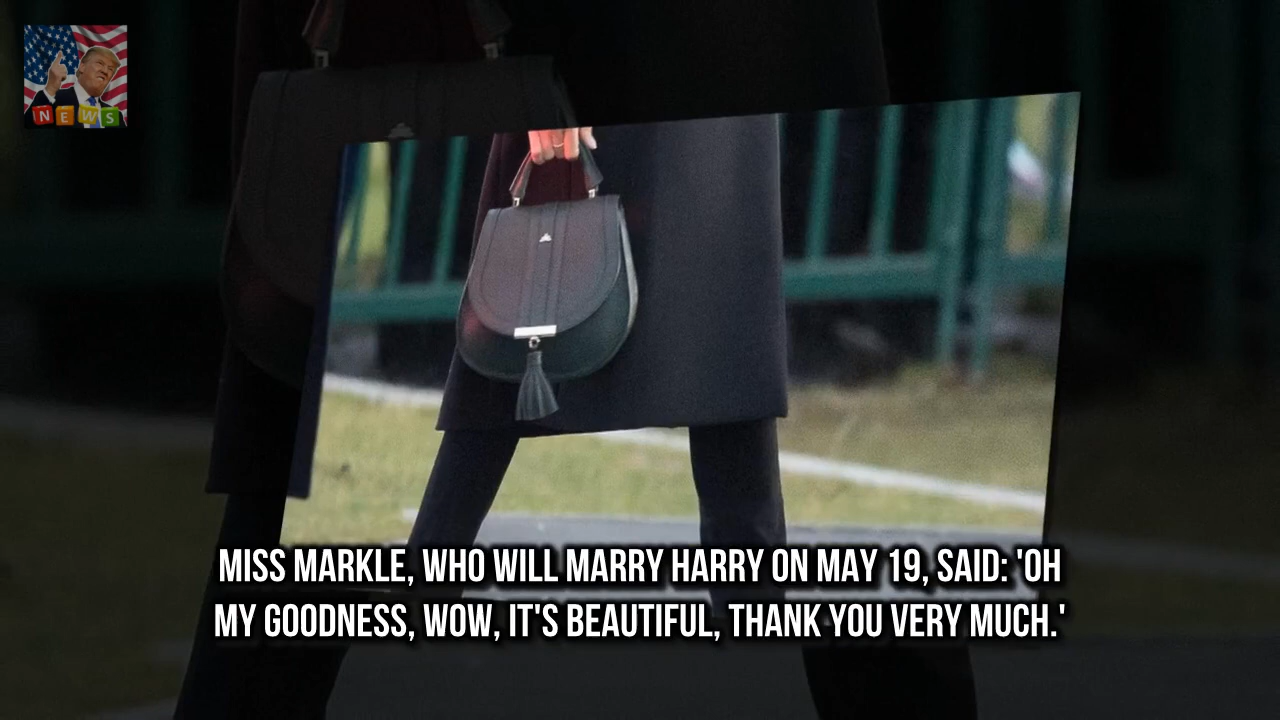 NEWS
MISS MARKLE, WHO WILL MARRY HARRY ON MAY 19, SAID: 'OH
MY GOODNESS, WOW, IT'S BEAUTIFUL, THANK YOU VERY MUCH.'